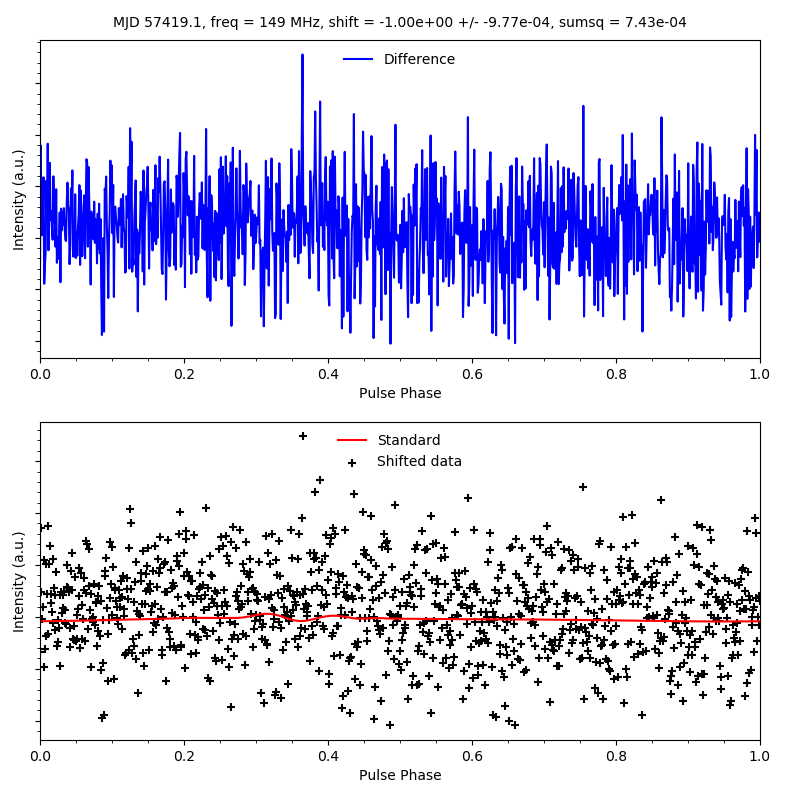 MJD 57419.1, freq = 149 MHz, shift = -1.00e+00 +/- -9.77e-04, sumsq = 7.43e-04
Difference
Intensity (a.u.)
0.0 0.2 0.4 0.6 0.8 1.0
Pulse Phase
Standard
Shifted data
Intensity (a.u.)
0.0 0.2 0.4 0.6 0.8 1.0
Pulse Phase